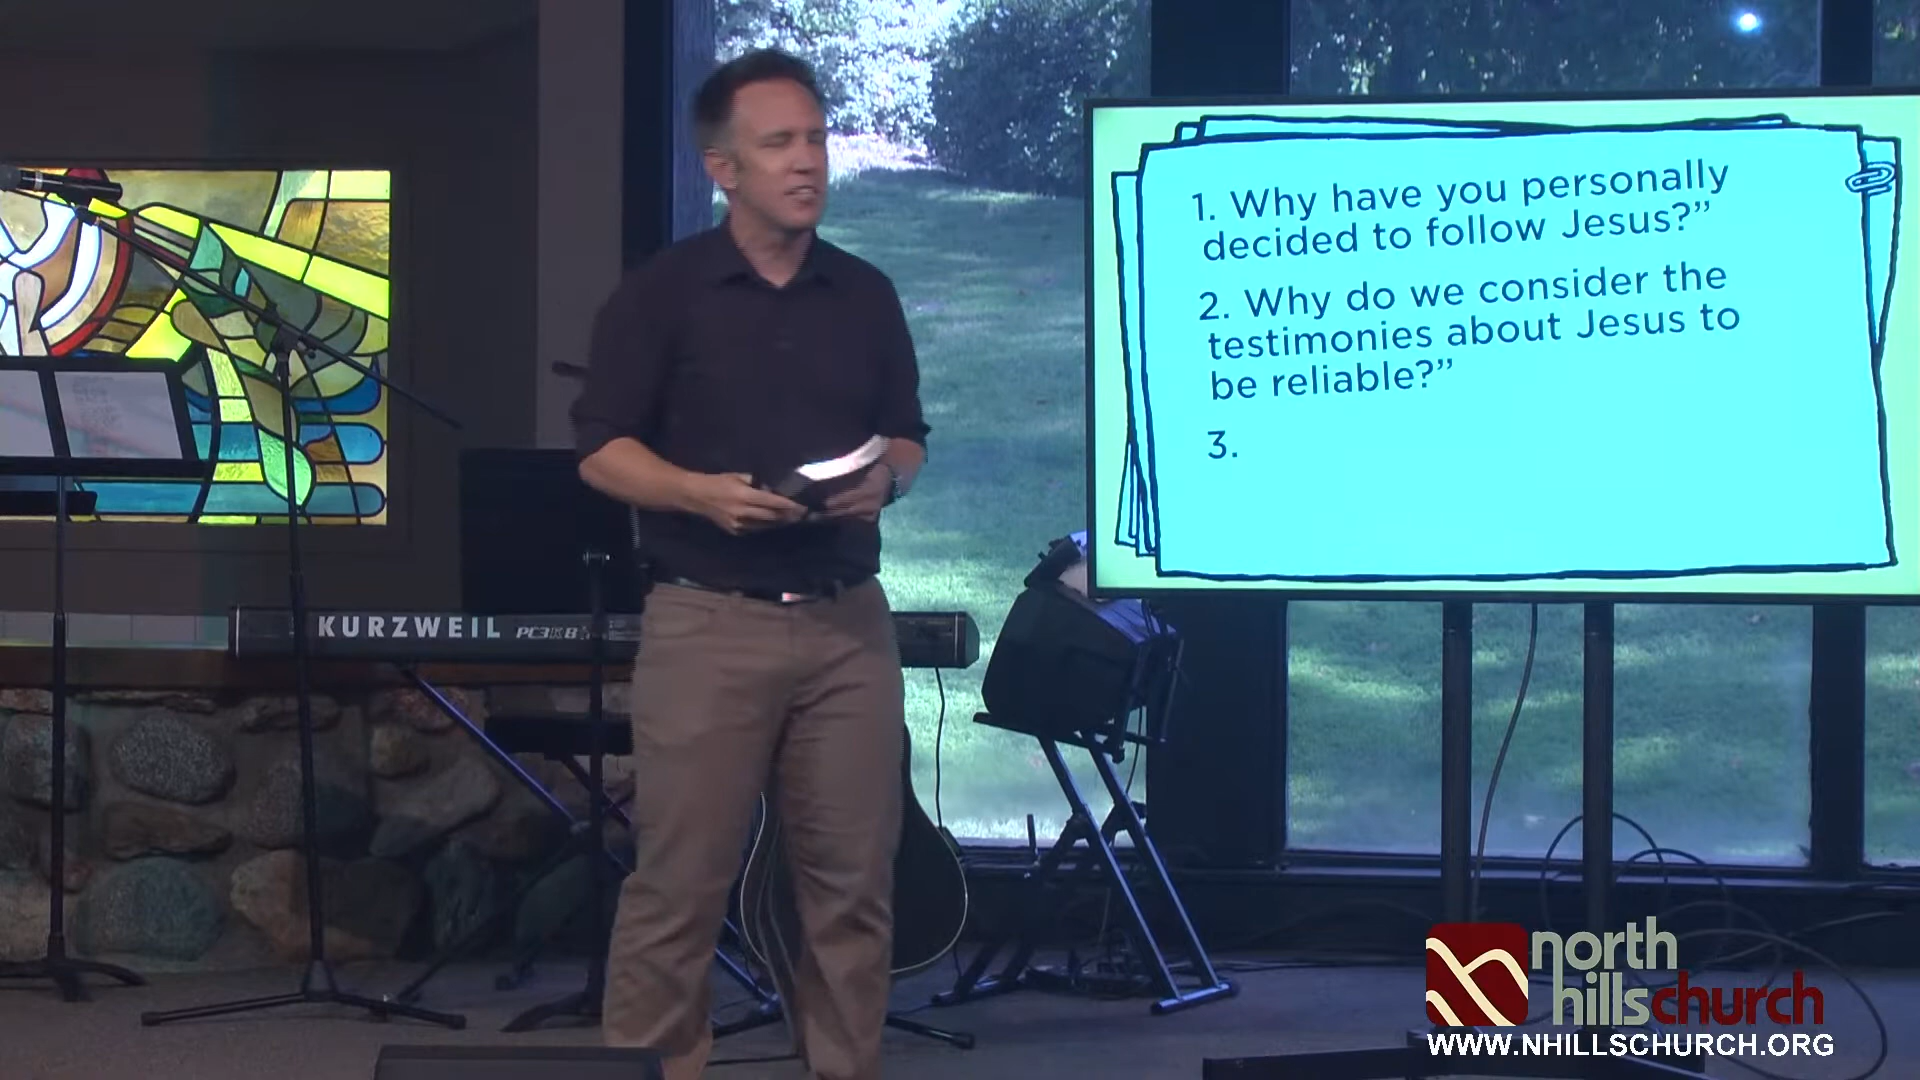 1. Why have you personally
decided to follow Jesus?”
2. Why do we consider the
testimonies about Jesus to
be reliable?”
3.
KURZWEIL PC3K8
north
hillschurch
WWW.NHILLSCHURCH.ORG